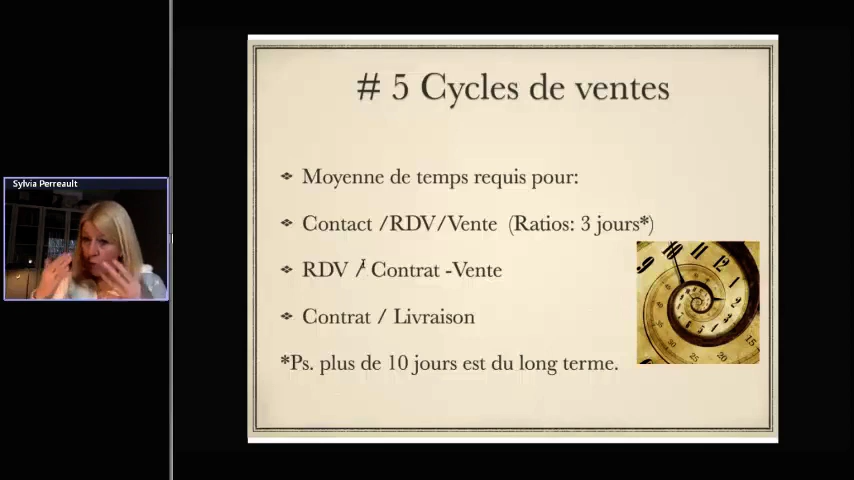 Sylvia Perreault
# 5 Cycles de ventes
Moyenne de temps requis pour:
Contact /RDV/Vente (Ratios: 3 jours*)
RDV / Contrat -Vente
Contrat / Livraison
*Ps. plus de 10 jours est du long terme.